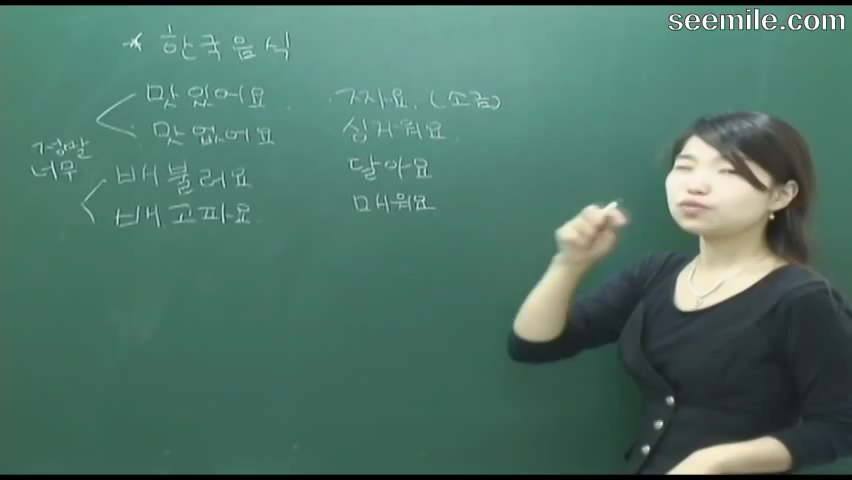 seemile.com
* 한국음식
맛있어요. 짜요. (소금)
맛없어요 싱거워요.
정말
너무
배불러요 달아요
배고파요. 매워요